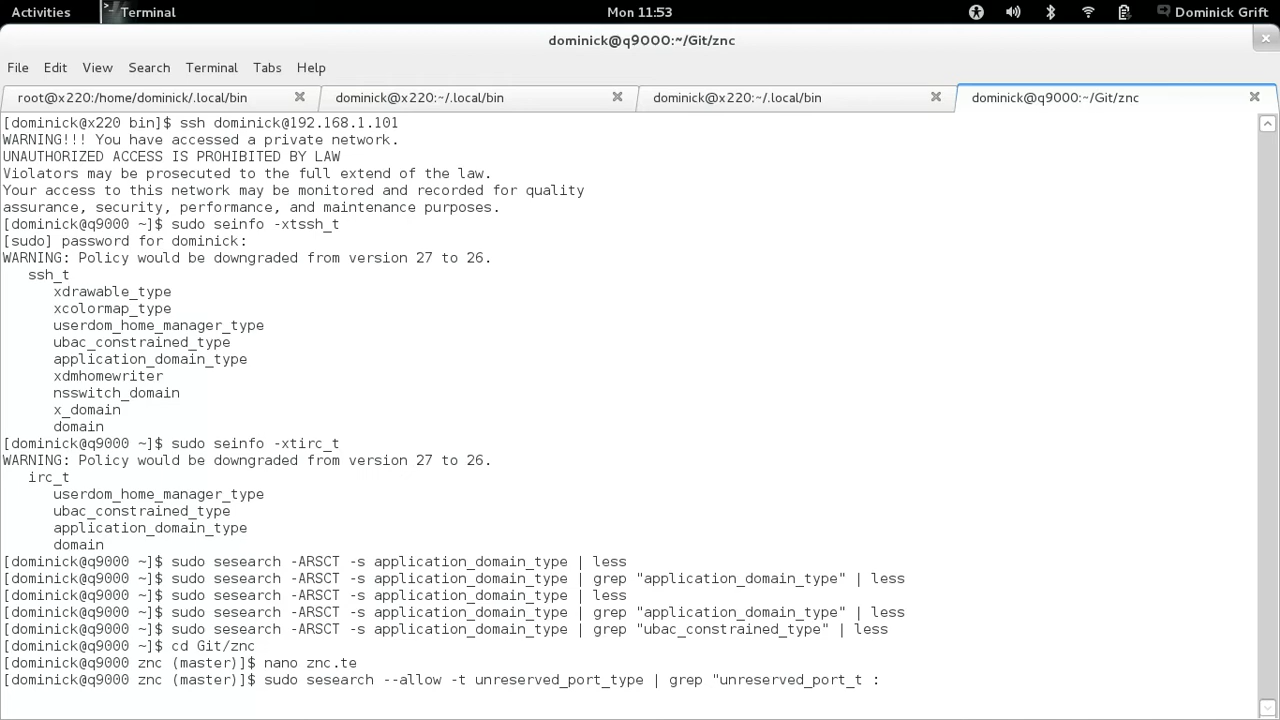 Activities
Terminal
Mon 11:53
Dominick Grift
dominick@q9000:~/Git/znc
File Edit View Search Terminal Tabs Help
root@x220:/home/dominick/.local/bin
dominick@x220:~/.local/bin
dominick@x220:~/.local/bin
dominick@q9000:~/Git/znc
[dominick@x220 bin]$ ssh dominick@192.168.1.101
WARNING!!! You have accessed a private network.
UNAUTHORIZED ACCESS IS PROHIBITED BY LAW
Violators may be prosecuted to the full extend of the law.
Your access to this network may be monitored and recorded for quality
assurance, security, performance, and maintenance purposes.
[dominick@q9000 ~]$ sudo seinfo -xtssh_t
[sudo] password for dominick:
WARNING: Policy would be downgraded from version 27 to 26.
ssh_t
xdrawable_type
xcolormap_type
userdom_home_manager_type
ubac_constrained_type
application_domain_type
xdmhomewriter
nsswitch_domain
x_domain
domain
[dominick@q9000 ~]$ sudo seinfo -xtirc_t
WARNING: Policy would be downgraded from version 27 to 26.
irc_t
userdom_home_manager_type
ubac_constrained_type
application_domain_type
domain
[dominick@q9000 ~]$ sudo sesearch -ARSCT -s application_domain_type | less
[dominick@q9000 ~]$ sudo sesearch -ARSCT -s application_domain_type | grep "application_domain_type" | less
[dominick@q9000 ~]$ sudo sesearch -ARSCT -s application_domain_type | less
[dominick@q9000 ~]$ sudo sesearch -ARSCT -s application_domain_type | grep "application_domain_type" | less
[dominick@q9000 ~]$ sudo sesearch -ARSCT -s application_domain_type | grep "ubac_constrained_type" | less
[dominick@q9000 ~]$ cd Git/znc
[dominick@q9000 znc (master)]$ nano znc.te
[dominick@q9000 znc (master)]$ sudo sesearch --allow -t unreserved_port_type | grep "unreserved_port_t :